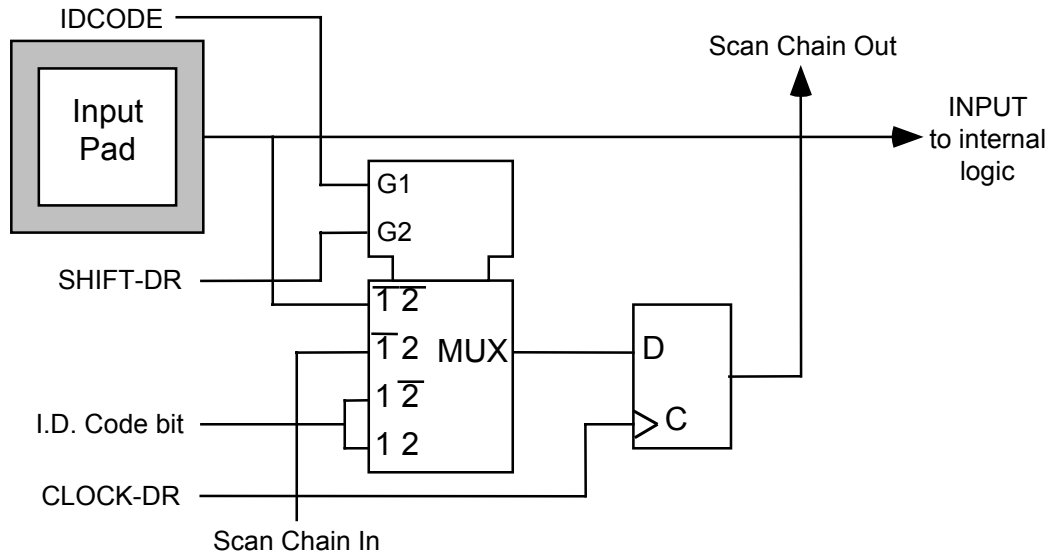 IDCODE
Scan Chain Out
Input
Pad
INPUT
to internal
logic
G1
G2
SHIFT-DR
1̅ 2̅
1̅ 2
MUX
D
1 2̅
I.D. Code bit
1 2
C
CLOCK-DR
Scan Chain In